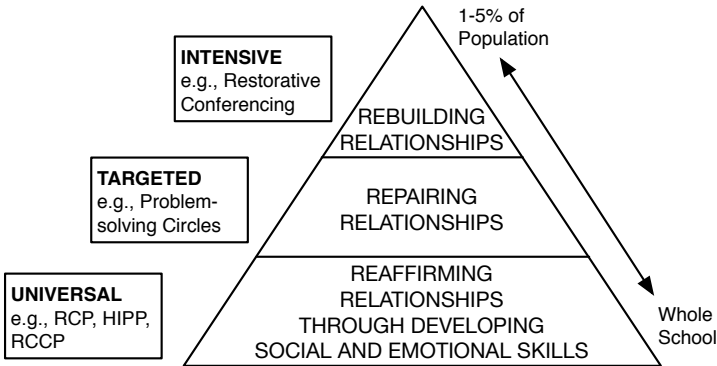 1-5% of
Population
INTENSIVE
e.g., Restorative
Conferencing
REBUILDING
RELATIONSHIPS
TARGETED
e.g., Problem-
solving Circles
REPAIRING
RELATIONSHIPS
UNIVERSAL
e.g., RCP, HIPP,
RCCP
REAFFIRMING
RELATIONSHIPS
THROUGH DEVELOPING
SOCIAL AND EMOTIONAL SKILLS
Whole
School